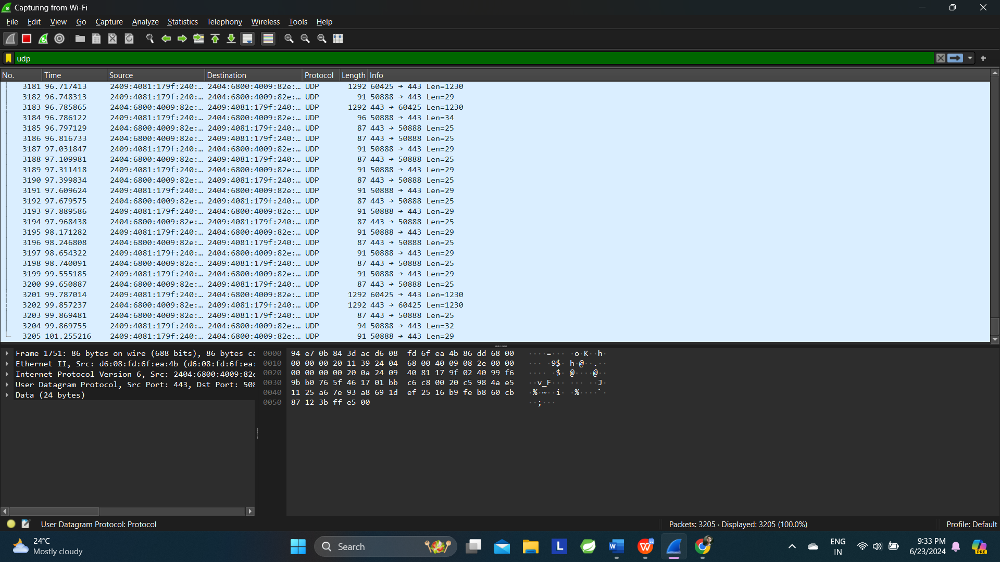 Capturing from Wi-Fi
File Edit View Go Capture Analyze Statistics Telephony Wireless Tools Help
udp
No. Time Source Destination Protocol Length Info
3181 96.717413 2409:4081:179f:240:… 2404:6800:4009:82e:… UDP 1292 60425 → 443 Len=1230
3182 96.748313 2409:4081:179f:240:… 2404:6800:4009:82e:… UDP 91 50888 → 443 Len=29
3183 96.785865 2404:6800:4009:82e:… 2409:4081:179f:240:… UDP 1292 443 → 60425 Len=1230
3184 96.786122 2409:4081:179f:240:… 2404:6800:4009:82e:… UDP 96 50888 → 443 Len=34
3185 96.797129 2404:6800:4009:82e:… 2409:4081:179f:240:… UDP 87 443 → 50888 Len=25
3186 96.816733 2404:6800:4009:82e:… 2409:4081:179f:240:… UDP 87 443 → 50888 Len=25
3187 97.031847 2409:4081:179f:240:… 2404:6800:4009:82e:… UDP 91 50888 → 443 Len=29
3188 97.109981 2404:6800:4009:82e:… 2409:4081:179f:240:… UDP 87 443 → 50888 Len=25
3189 97.311418 2409:4081:179f:240:… 2404:6800:4009:82e:… UDP 91 50888 → 443 Len=29
3190 97.399834 2404:6800:4009:82e:… 2409:4081:179f:240:… UDP 87 443 → 50888 Len=25
3191 97.609624 2409:4081:179f:240:… 2404:6800:4009:82e:… UDP 91 50888 → 443 Len=29
3192 97.679575 2404:6800:4009:82e:… 2409:4081:179f:240:… UDP 87 443 → 50888 Len=25
3193 97.889586 2409:4081:179f:240:… 2404:6800:4009:82e:… UDP 91 50888 → 443 Len=29
3194 97.968438 2404:6800:4009:82e:… 2409:4081:179f:240:… UDP 87 443 → 50888 Len=25
3195 98.171282 2409:4081:179f:240:… 2404:6800:4009:82e:… UDP 91 50888 → 443 Len=29
3196 98.246808 2404:6800:4009:82e:… 2409:4081:179f:240:… UDP 87 443 → 50888 Len=25
3197 98.654322 2409:4081:179f:240:… 2404:6800:4009:82e:… UDP 91 50888 → 443 Len=29
3198 98.740091 2404:6800:4009:82e:… 2409:4081:179f:240:… UDP 87 443 → 50888 Len=25
3199 99.555185 2409:4081:179f:240:… 2404:6800:4009:82e:… UDP 91 50888 → 443 Len=29
3200 99.650887 2404:6800:4009:82e:… 2409:4081:179f:240:… UDP 87 443 → 50888 Len=25
3201 99.787014 2409:4081:179f:240:… 2404:6800:4009:82e:… UDP 1292 60425 → 443 Len=1230
3202 99.857237 2404:6800:4009:82e:… 2409:4081:179f:240:… UDP 1292 443 → 60425 Len=1230
3203 99.869481 2404:6800:4009:82e:… 2409:4081:179f:240:… UDP 87 443 → 50888 Len=25
3204 99.869755 2409:4081:179f:240:… 2404:6800:4009:82e:… UDP 94 50888 → 443 Len=32
3205 101.255216 2409:4081:179f:240:… 2404:6800:4009:82e:… UDP 91 50888 → 443 Len=29
Frame 1751: 86 bytes on wire (688 bits), 86 bytes ca
Ethernet II, Src: d6:08:fd:6f:ea:4b (d6:08:fd:6f:ea:
Internet Protocol Version 6, Src: 2404:6800:4009:82e
User Datagram Protocol, Src Port: 443, Dst Port: 508
Data (24 bytes)
0000 94 e7 0b 84 3d ac d6 08 fd 6f ea 4b 86 dd 68 00 ····=··· ·o·K··h·
0010 00 00 00 20 11 39 24 04 68 00 40 09 08 2e 00 00 ··· ·9$· h·@··.··
0020 00 00 00 00 20 0a 24 09 40 81 17 9f 02 40 99 f6 ···· ·$· @····@··
0030 9b b0 76 5f 46 17 01 bb c6 c8 00 20 c5 98 4a e5 ··v_F··· ··· ··J·
0040 11 25 a6 7e 93 a8 69 1d ef 25 16 b9 fe b8 60 cb ·%·~··i· ·%····`·
0050 87 12 3b ff e5 00 ··;···
User Datagram Protocol: Protocol
Packets: 3205 · Displayed: 3205 (100.0%)
Profile: Default
24°C
Mostly cloudy
Search
L
W
W
PRE
ENG
IN
9:33 PM
6/23/2024